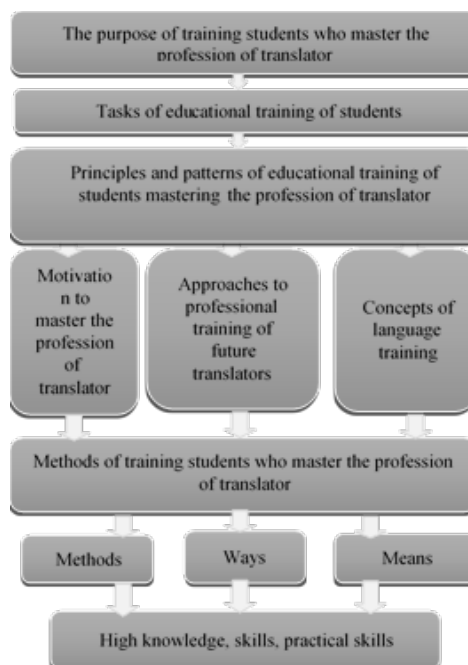 The purpose of training students who master the
profession of translator
Tasks of educational training of students
Principles and patterns of educational training of
students mastering the profession of translator
Motivatio
n to
master the
profession
of
translator
Approaches to
professional
training of
future
translators
Concepts of
language
training
Methods of training students who master the profession
of translator
Methods
Ways
Means
High knowledge, skills, practical skills